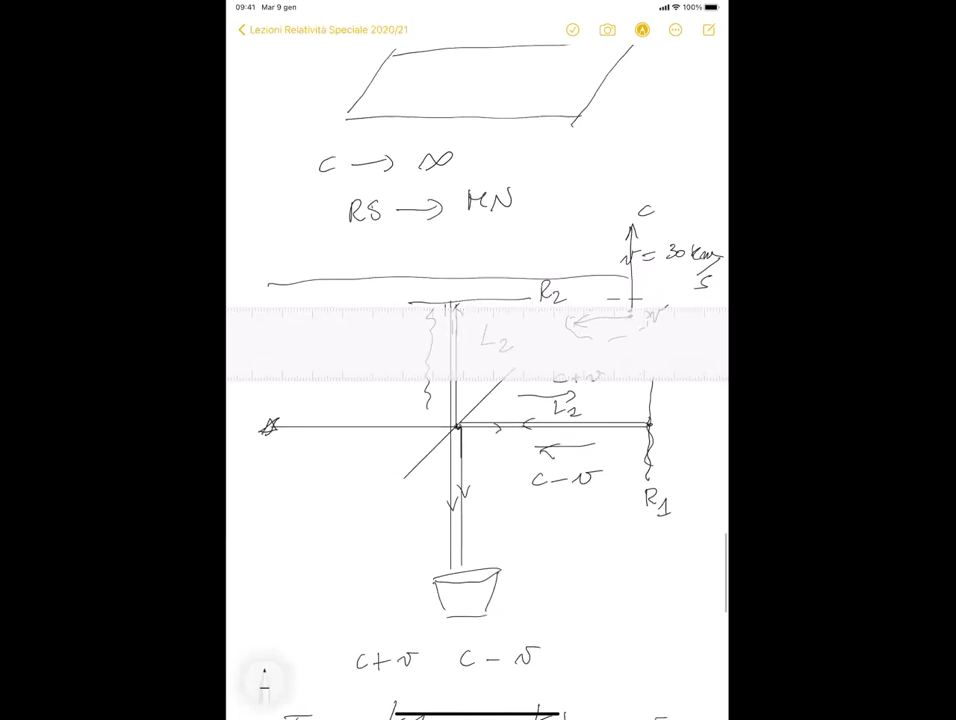 09:41 Mar 9 gen
100%
Lezioni Relatività Speciale 2020/21
C → ∞
RS → MN
c
v = 30 km/s
R2
v
L2
c+v
L2
c-v
R1
c+v c-v